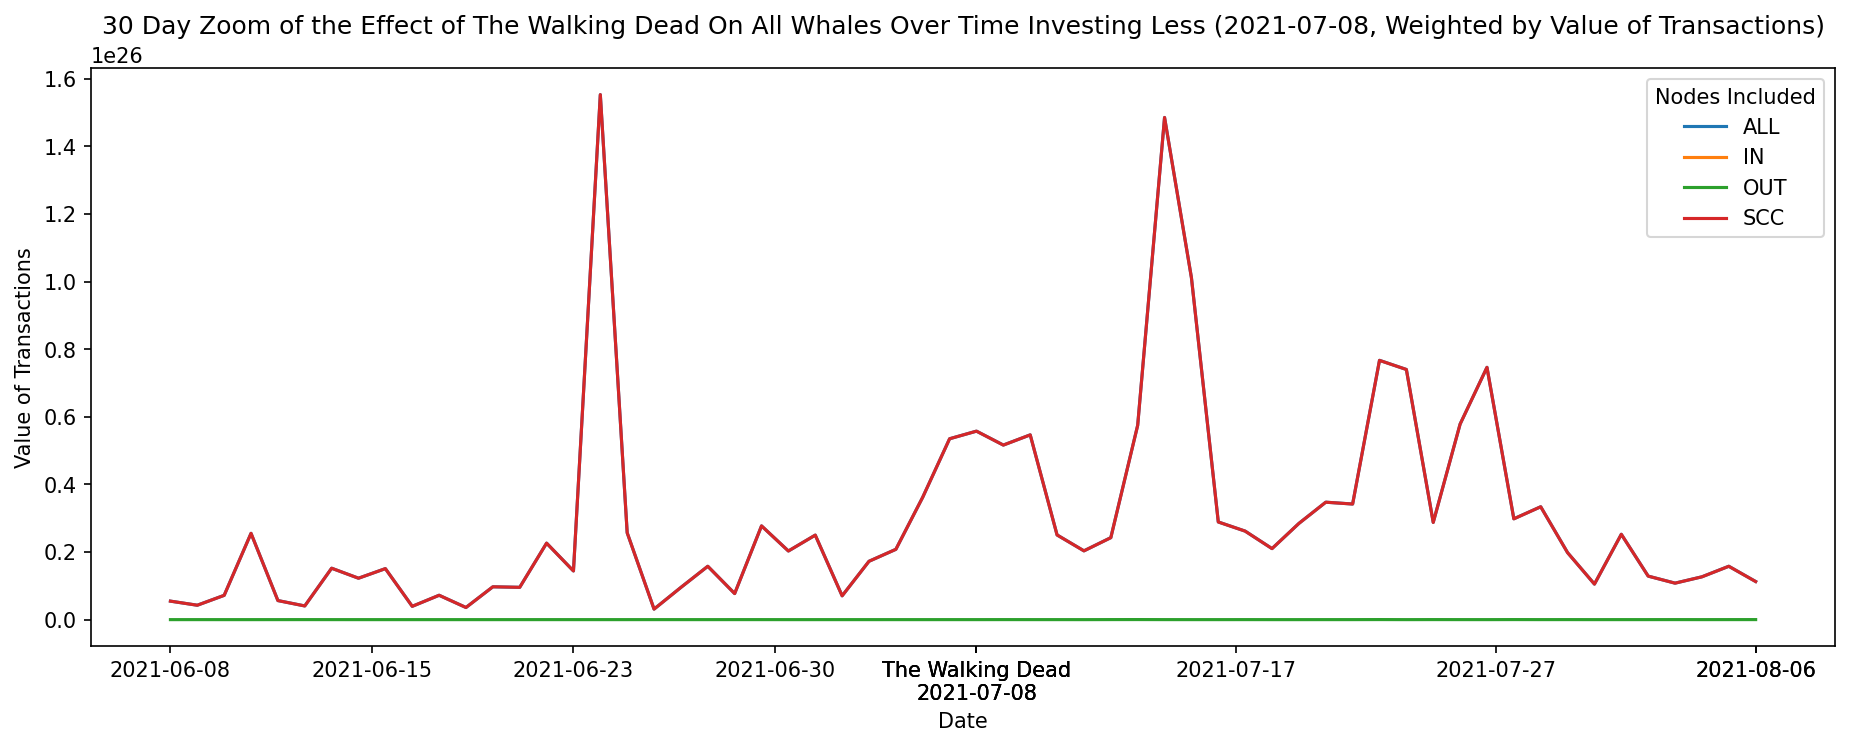 30 Day Zoom of the Effect of The Walking Dead On All Whales Over Time Investing Less (2021-07-08, Weighted by Value of Transactions)
1e26
1.6
1.4
1.2
1.0
0.8
0.6
0.4
0.2
0.0
Value of Transactions
Nodes Included
ALL
IN
OUT
SCC
2021-06-08 2021-06-15 2021-06-23 2021-06-30 The Walking Dead 2021-07-17 2021-07-27 2021-08-06
2021-07-08
Date